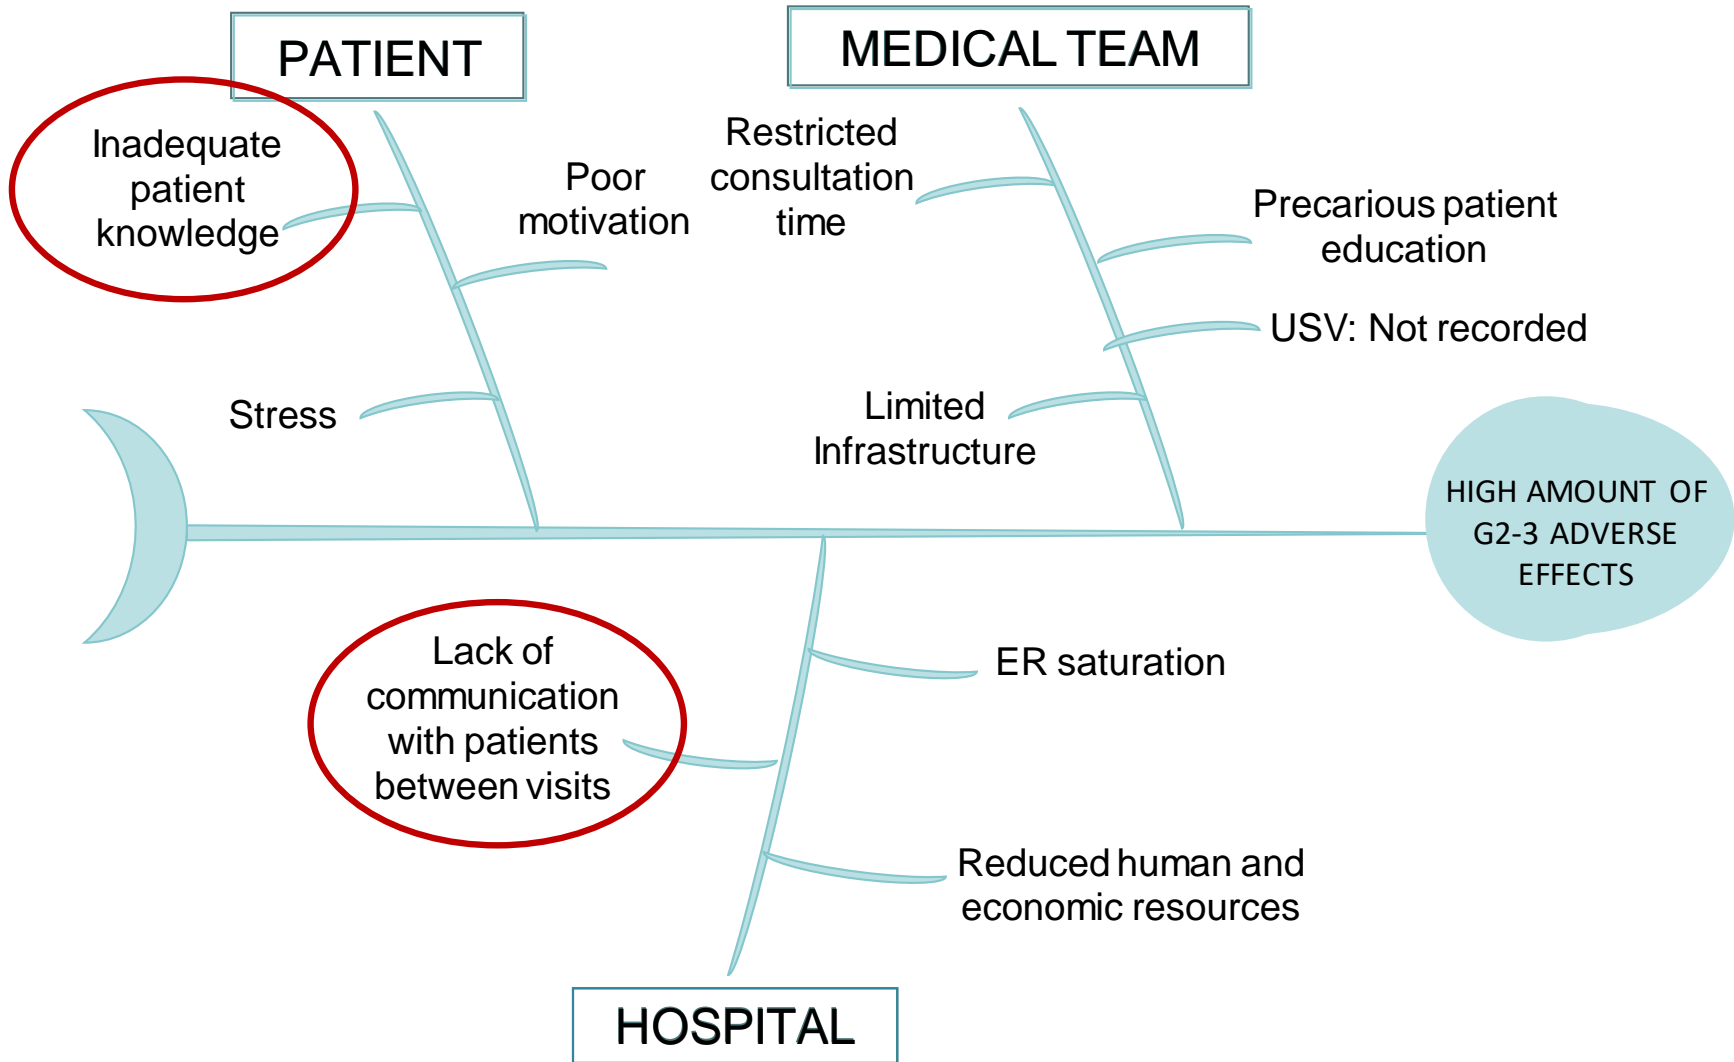 PATIENT
MEDICAL TEAM
Inadequate
patient
knowledge
Poor
motivation
Stress
Restricted
consultation
time
Precarious patient
education
USV: Not recorded
Limited
Infrastructure
HIGH AMOUNT OF
G2-3 ADVERSE
EFFECTS
Lack of
communication
with patients
between visits
ER saturation
Reduced human and
economic resources
HOSPITAL